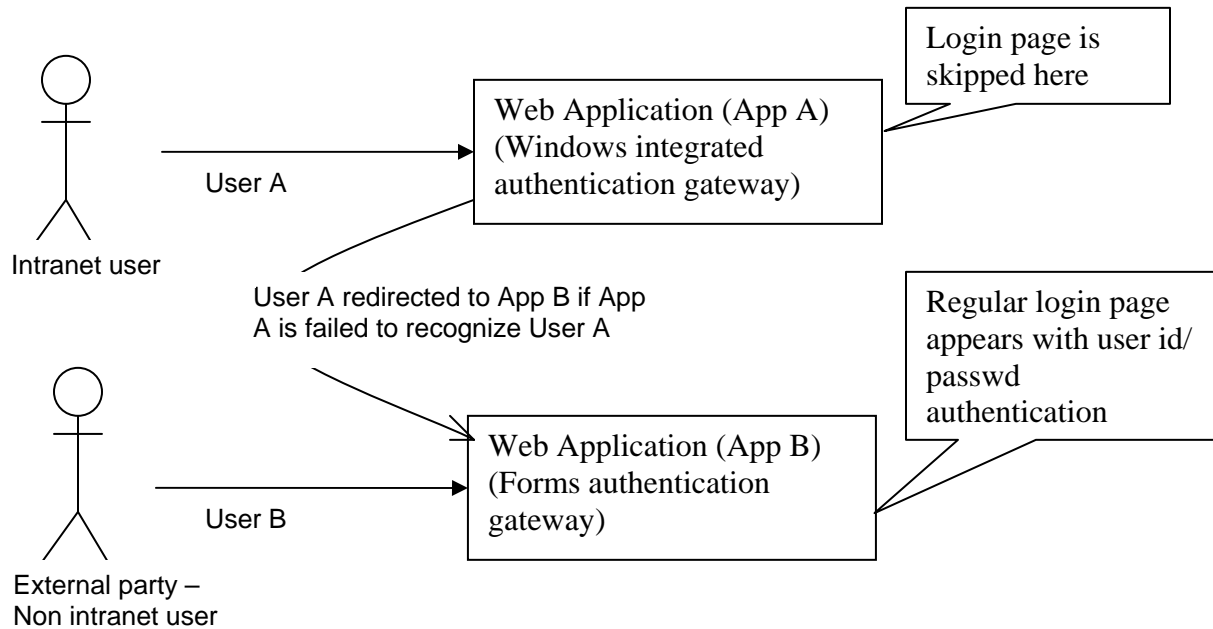 Login page is
skipped here
Web Application (App A)
(Windows integrated
authentication gateway)
User A
Intranet user
User A redirected to App B if App
A is failed to recognize User A
Regular login page
appears with user id/
passwd
authentication
Web Application (App B)
(Forms authentication
gateway)
User B
External party –
Non intranet user